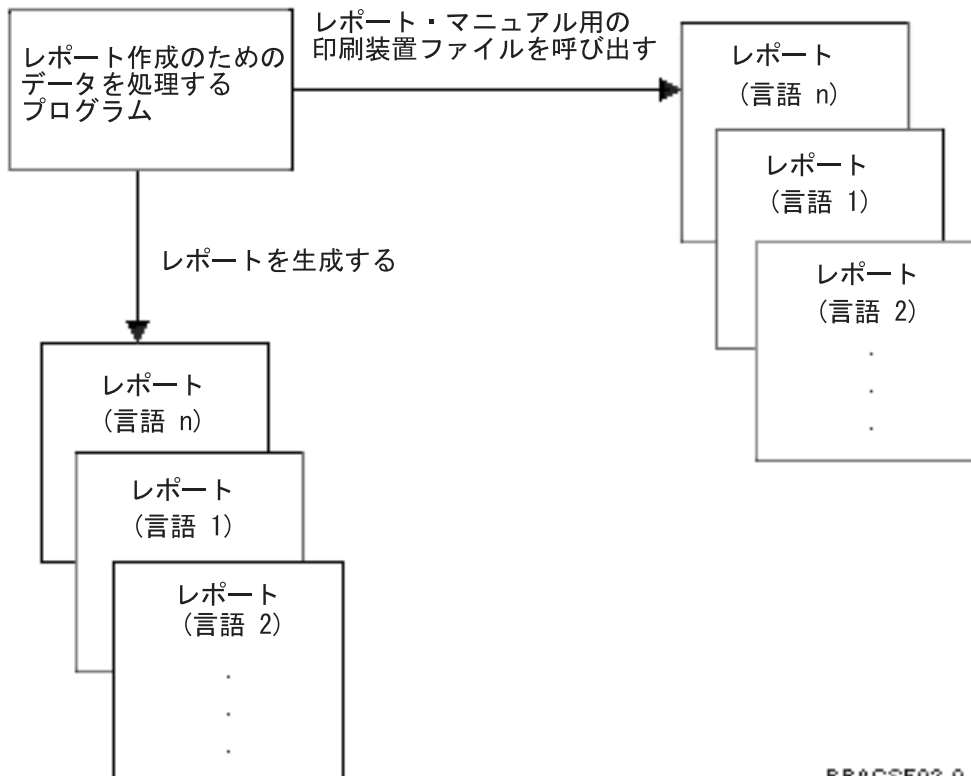 レポート作成のための
データを処理する
プログラム
レポート・マニュアル用の
印刷装置ファイルを呼び出す
レポート
(言語 n)
レポート
(言語 1)
レポート
(言語 2)
.
.
.
レポートを生成する
レポート
(言語 n)
レポート
(言語 1)
レポート
(言語 2)
.
.
.